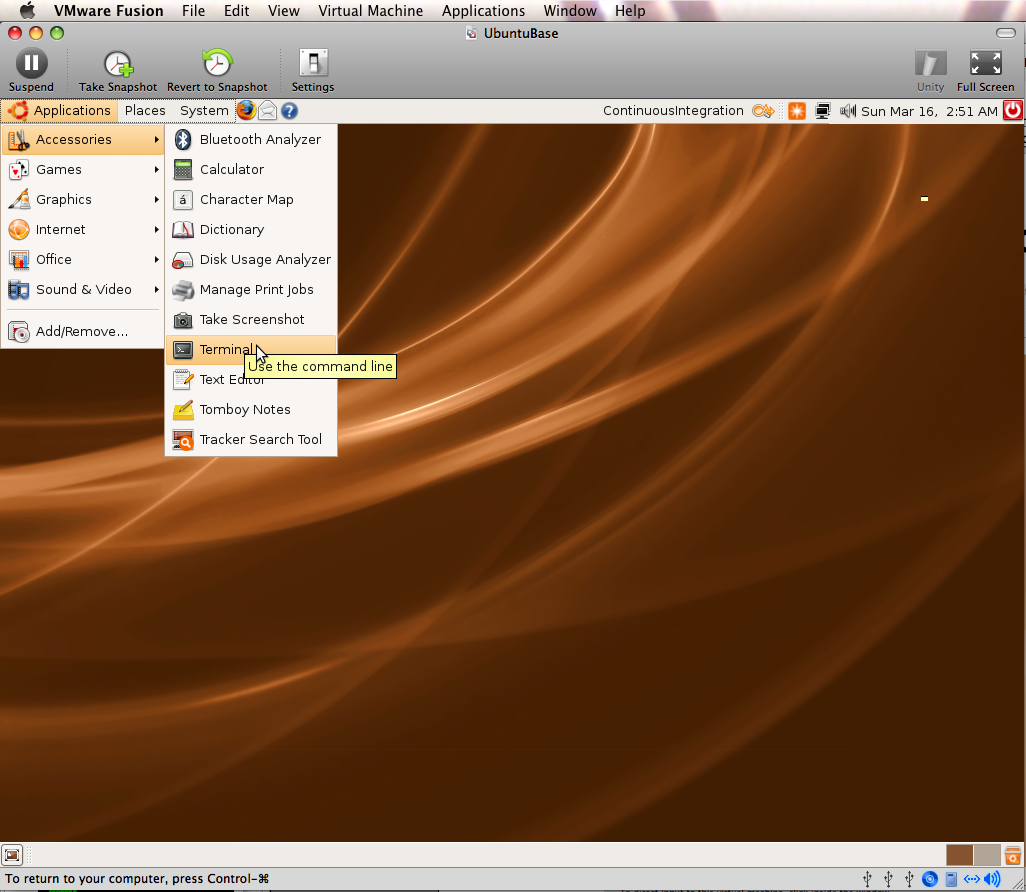 VMware Fusion File Edit View Virtual Machine Applications Window Help
UbuntuBase
Suspend Take Snapshot Revert to Snapshot Settings Unity Full Screen
Applications Places System ContinuousIntegration Sun Mar 16, 2:51 AM
Accessories
Games
Graphics
Internet
Office
Sound & Video
Add/Remove...
Bluetooth Analyzer
Calculator
á Character Map
Dictionary
Disk Usage Analyzer
Manage Print Jobs
Take Screenshot
Terminal
Use the command line
Text Editor
Tomboy Notes
Tracker Search Tool
To return to your computer, press Control-⌘